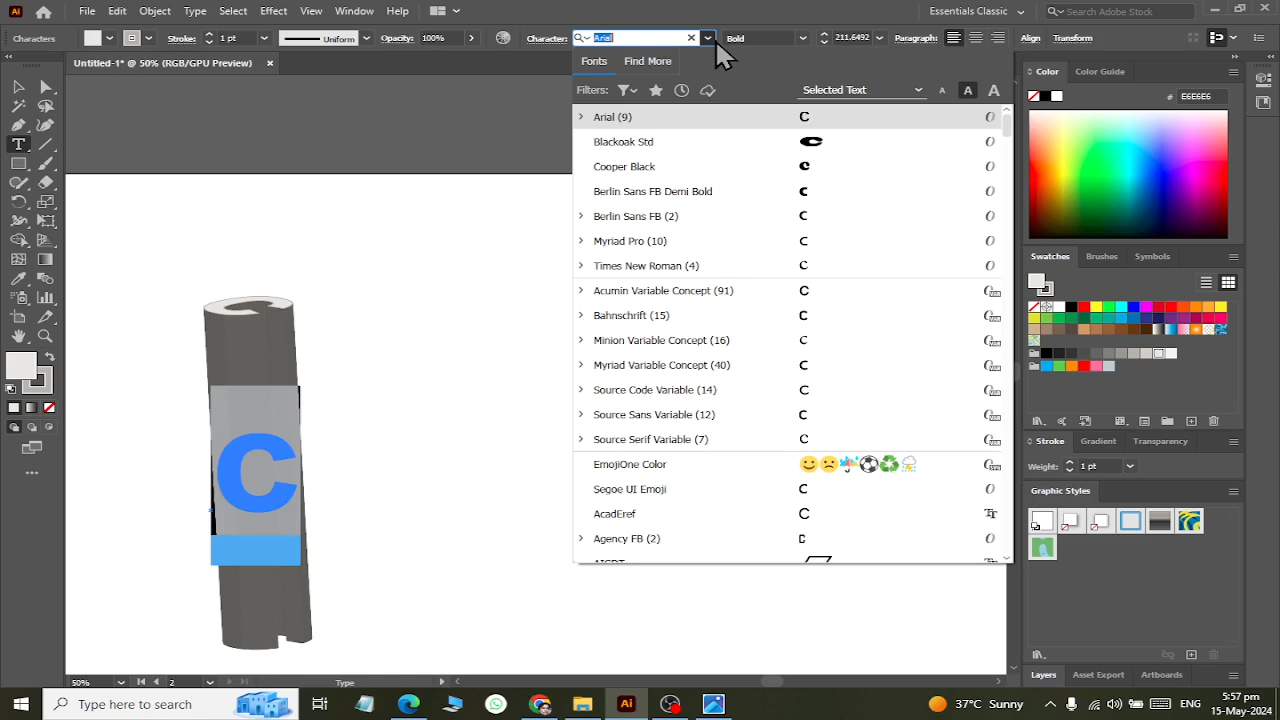 Ai File Edit Object Type Select Effect View Window Help Essentials Classic Search Adobe Stock
Characters Stroke: 1 pt Uniform Opacity: 100% Character: Arial Bold 211.6492 Paragraph: Align Transform
Untitled-1* @ 50% (RGB/GPU Preview)
Fonts Find More
Filters: Selected Text A A A
Arial (9) C O
Blackoak Std C O
Cooper Black C O
Berlin Sans FB Demi Bold C O
Berlin Sans FB (2) C O
Myriad Pro (10) C O
Times New Roman (4) C O
Acumin Variable Concept (91) C
Bahnschrift (15) C
Minion Variable Concept (16) C
Myriad Variable Concept (40) C
Source Code Variable (14) C
Source Sans Variable (12) C
Source Serif Variable (7) C
EmojiOne Color
Segoe UI Emoji C O
AcadEref C
Agency FB (2) C O
C
Color Color Guide
# E6E6E6
Swatches Brushes Symbols
Stroke Gradient Transparency
Weight: 1 pt
Graphic Styles
Layers Asset Export Artboards
50% 2 Type
Type here to search
Ai
37°C Sunny
5:57 pm
15-May-2024